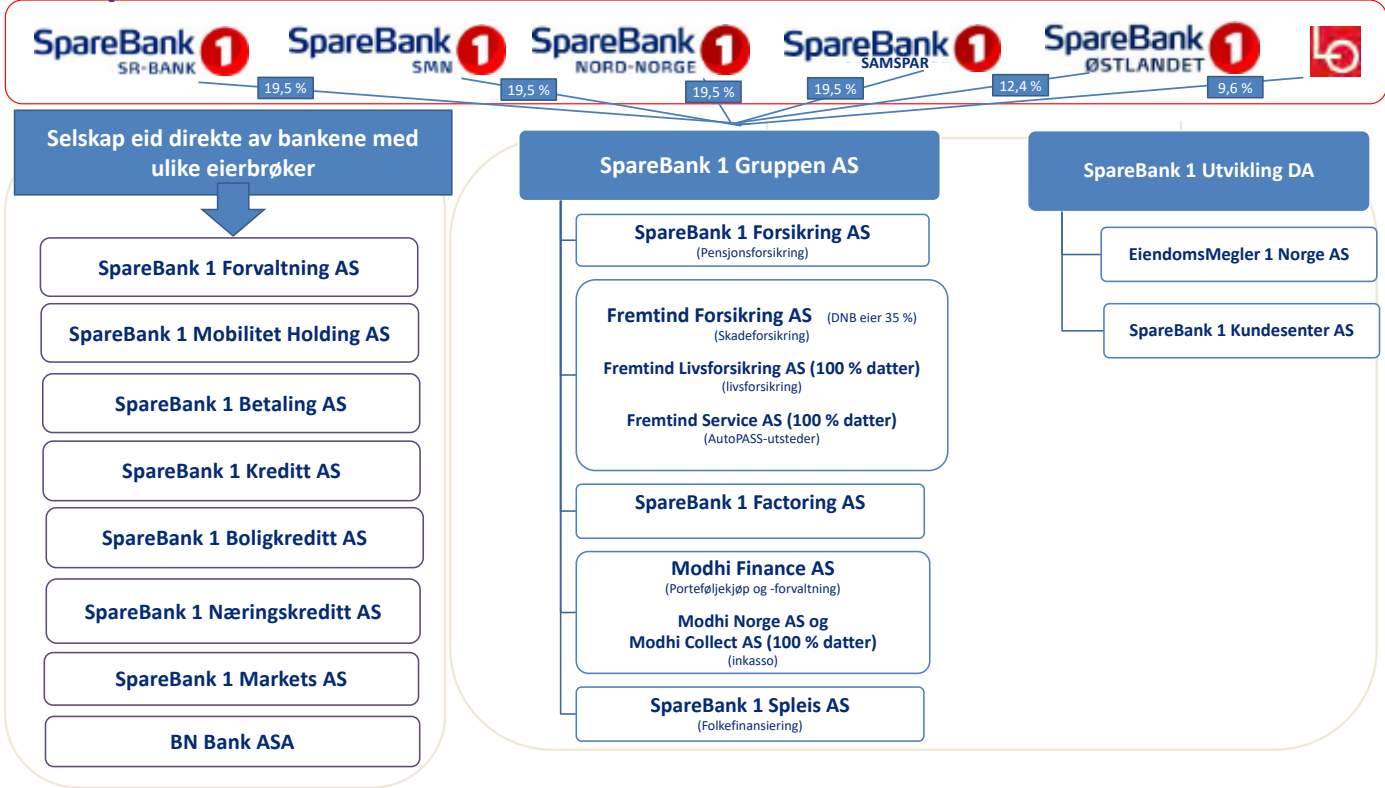 SpareBank 1
SR-BANK
SpareBank 1
SMN
SpareBank 1
NORD-NORGE
SpareBank 1
SAMSPAR
SpareBank 1
ØSTLANDET
LO
19,5 %
19,5 %
19,5 %
19,5 %
12,4 %
9,6 %
Selskap eid direkte av bankene med
ulike eierbrøker
SpareBank 1 Forvaltning AS
SpareBank 1 Mobilitet Holding AS
SpareBank 1 Betaling AS
SpareBank 1 Kreditt AS
SpareBank 1 Boligkreditt AS
SpareBank 1 Næringskreditt AS
SpareBank 1 Markets AS
BN Bank ASA
SpareBank 1 Gruppen AS
SpareBank 1 Forsikring AS
(Pensjonsforsikring)
Fremtind Forsikring AS (DNB eier 35 %)
(Skadeforsikring)
Fremtind Livsforsikring AS (100 % datter)
(livsforsikring)
Fremtind Service AS (100 % datter)
(AutoPASS-utsteder)
SpareBank 1 Factoring AS
Modhi Finance AS
(Porteføljekjøp og -forvaltning)
Modhi Norge AS og
Modhi Collect AS (100 % datter)
(inkasso)
SpareBank 1 Spleis AS
(Folkefinansiering)
SpareBank 1 Utvikling DA
EiendomsMegler 1 Norge AS
SpareBank 1 Kundesenter AS